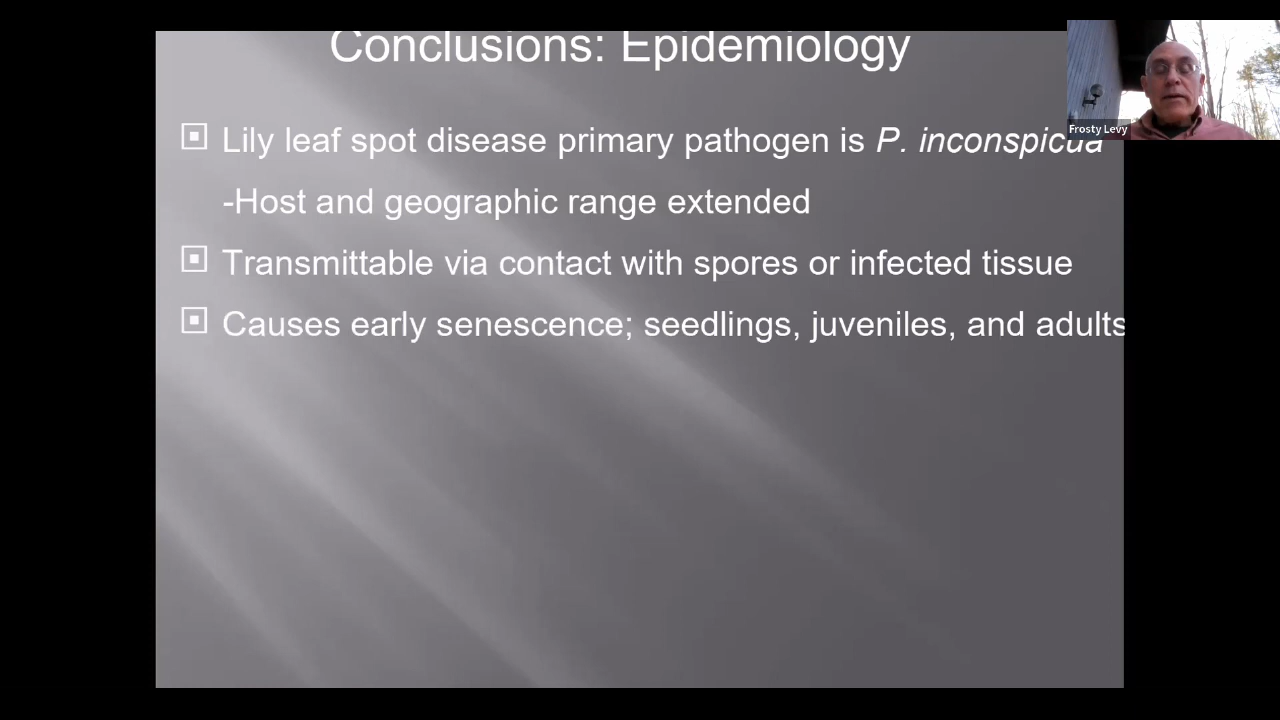 Conclusions: Epidemiology
Frosty Levy
Lily leaf spot disease primary pathogen is P. inconspicua
-Host and geographic range extended
Transmittable via contact with spores or infected tissue
Causes early senescence; seedlings, juveniles, and adults